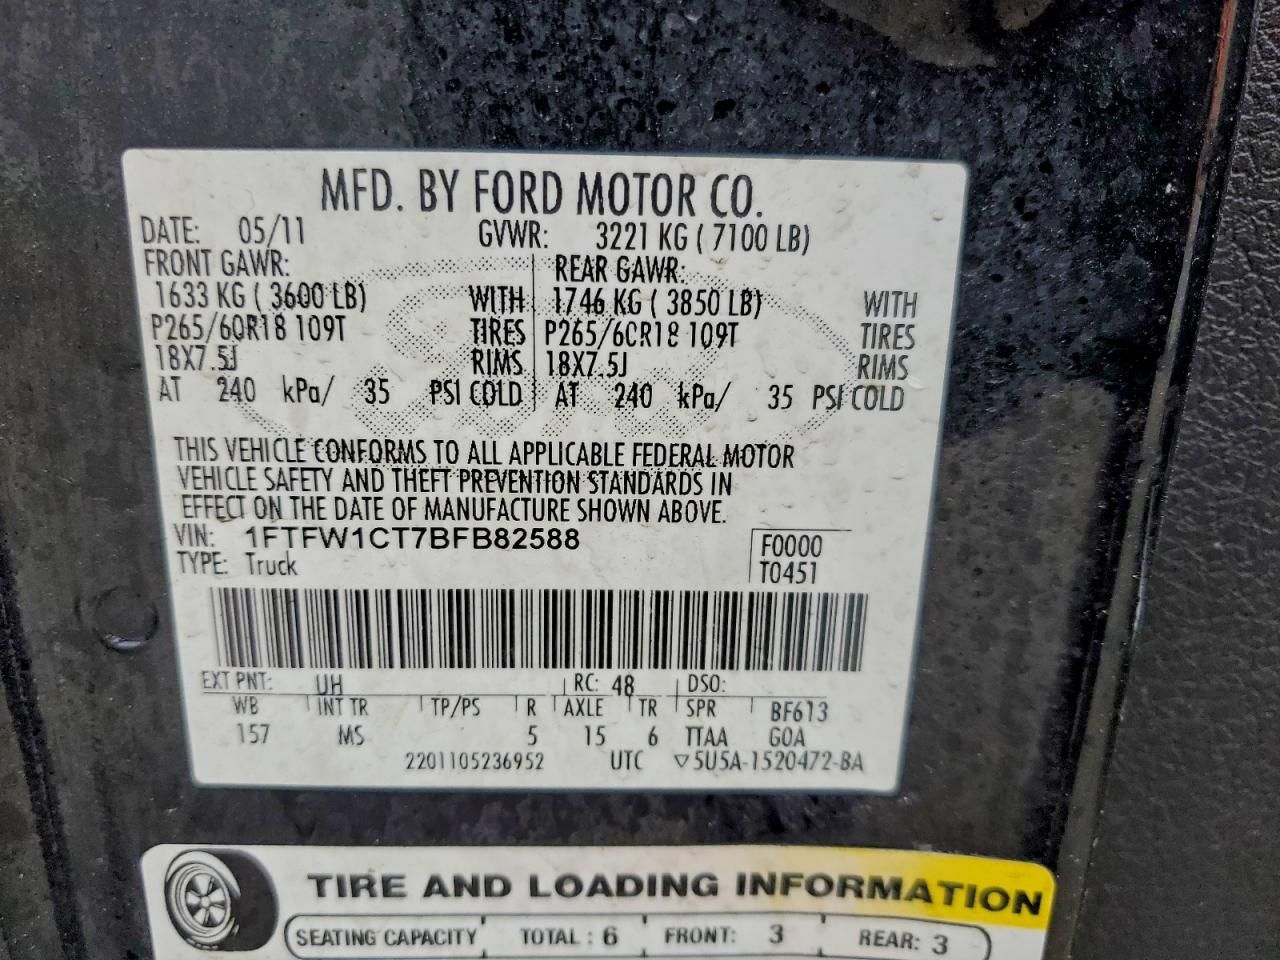 MFD. BY FORD MOTOR CO.
DATE: 05/11 GVWR: 3221 KG ( 7100 LB)
FRONT GAWR: REAR GAWR:
1633 KG ( 3600 LB) WITH 1746 KG ( 3850 LB) WITH
P265/60R18 109T TIRES P265/60R18 109T TIRES
18X7.5J RIMS 18X7.5J RIMS
AT 240 kPa/ 35 PSI COLD AT 240 kPa/ 35 PSI COLD
THIS VEHICLE CONFORMS TO ALL APPLICABLE FEDERAL MOTOR
VEHICLE SAFETY AND THEFT PREVENTION STANDARDS IN
EFFECT ON THE DATE OF MANUFACTURE SHOWN ABOVE.
VIN: 1FTFW1CT7BFB82588 F0000
TYPE: Truck T0451
EXT PNT: UH RC: 48 DSO:
WB INT TR TP/PS R AXLE TR SPR BF613
157 MS 5 15 6 TTAA GOA
2201105236952 UTC ▽5U5A-1520472-BA
TIRE AND LOADING INFORMATION
SEATING CAPACITY TOTAL : 6 FRONT: 3 REAR: 3